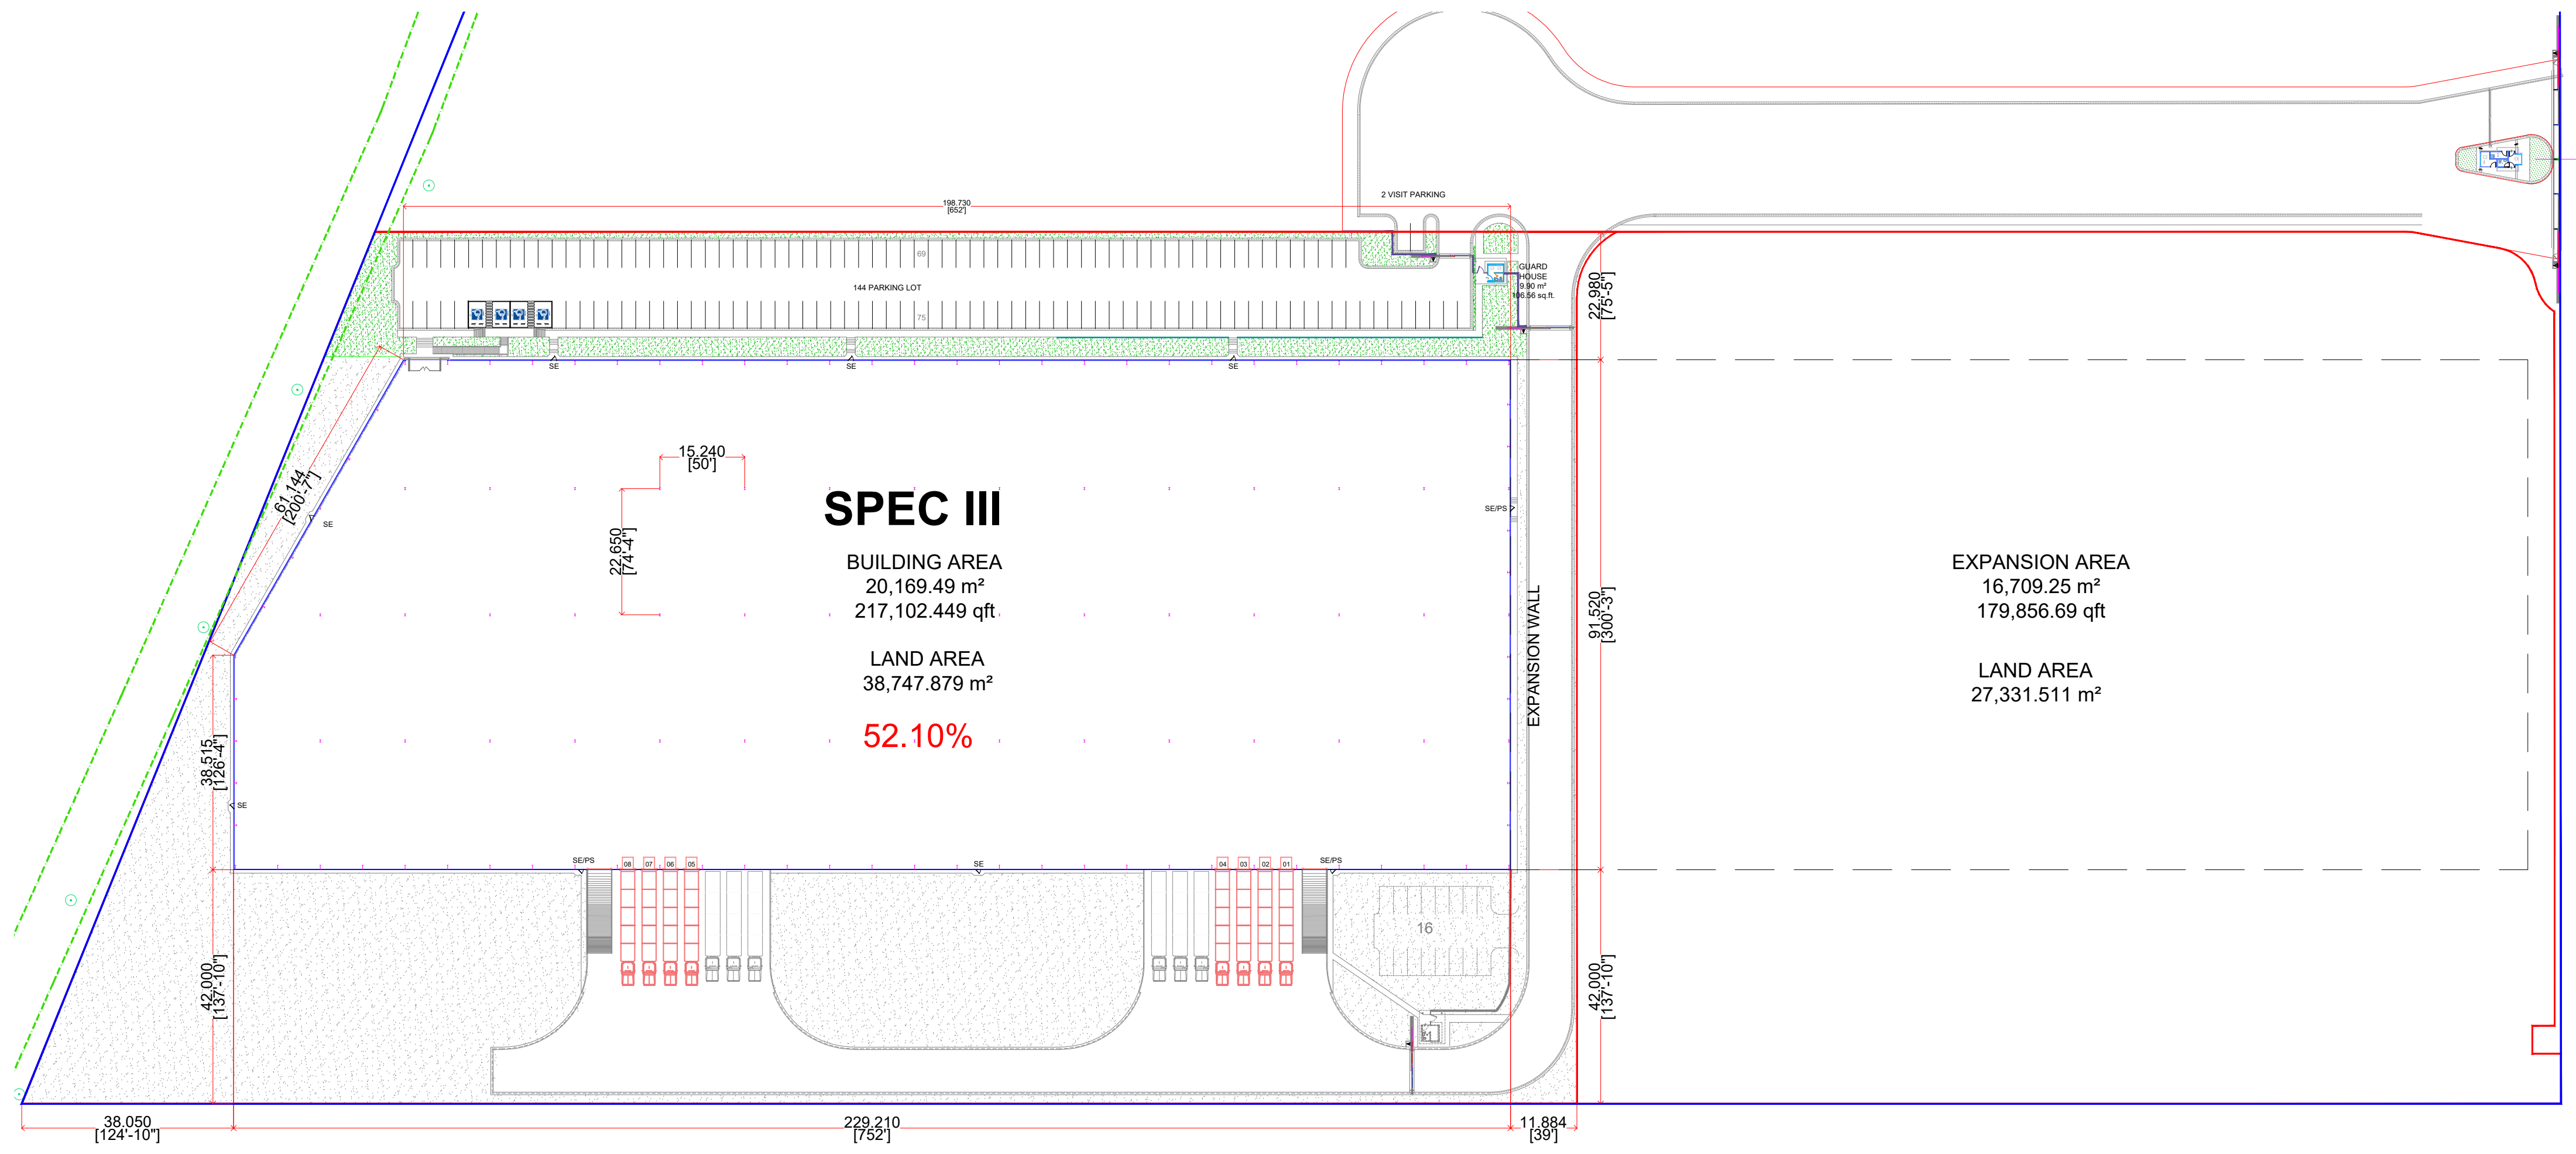 2 VISIT PARKING
198.730
[652']
69
144 PARKING LOT
75
GUARD
HOUSE
9.90 m²
106.56 sq.ft.
22.980
[75'-5"]
SE
SE
SE
61.144
[200'-7"]
SE
15.240
[50']
22.650
[74'-4"]
SPEC III
BUILDING AREA
20,169.49 m²
217,102.449 qft
LAND AREA
38,747.879 m²
52.10%
SE/PS
EXPANSION WALL
91.520
[300'-3"]
EXPANSION AREA
16,709.25 m²
179,856.69 qft
LAND AREA
27,331.511 m²
38.515
[126'-4"]
SE
SE/PS
08
07
06
05
SE
04
03
02
01
SE/PS
16
42.000
[137'-10"]
42.000
[137'-10"]
38.050
[124'-10"]
229.210
[752']
11.884
[39']